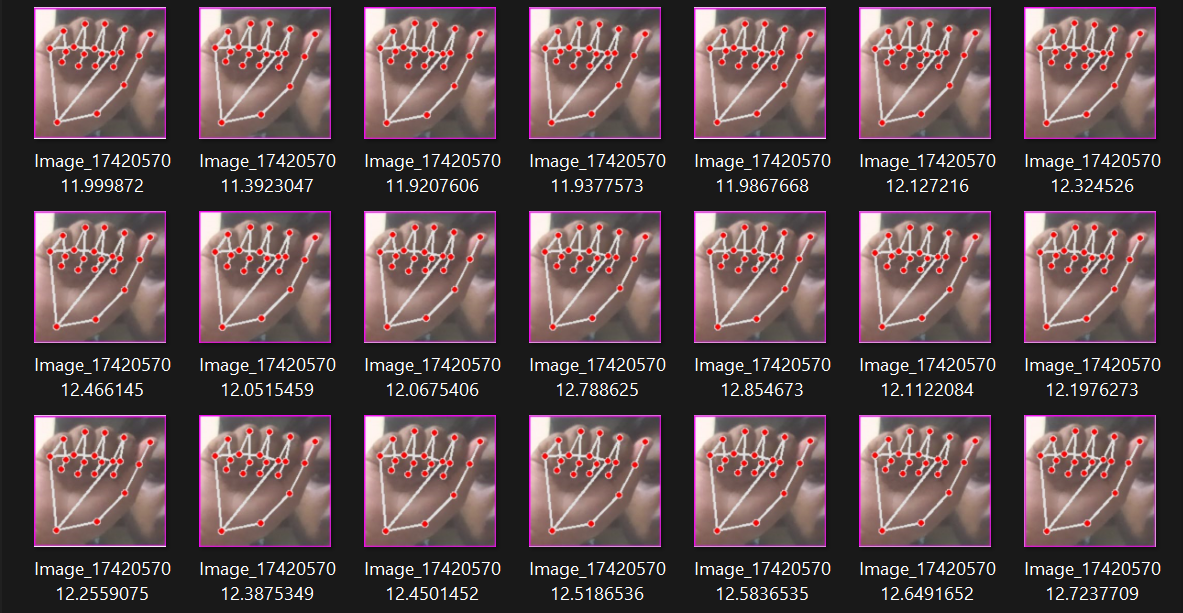 Image_17420570
11.999872
Image_17420570
11.3923047
Image_17420570
11.9207606
Image_17420570
11.9377573
Image_17420570
11.9867668
Image_17420570
12.127216
Image_17420570
12.324526
Image_17420570
12.466145
Image_17420570
12.0515459
Image_17420570
12.0675406
Image_17420570
12.788625
Image_17420570
12.854673
Image_17420570
12.1122084
Image_17420570
12.1976273
Image_17420570
12.2559075
Image_17420570
12.3875349
Image_17420570
12.4501452
Image_17420570
12.5186536
Image_17420570
12.5836535
Image_17420570
12.6491652
Image_17420570
12.7237709